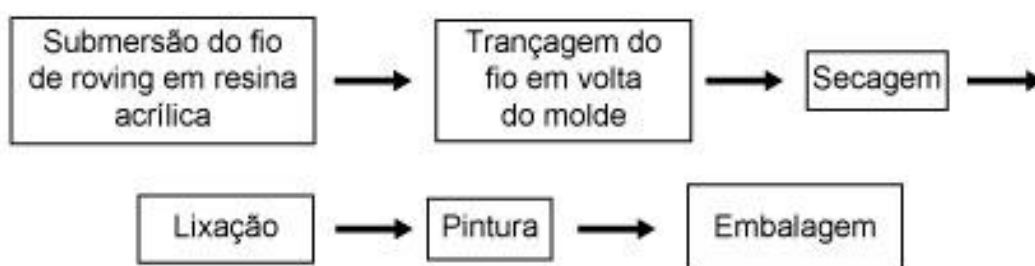 Submersão do fio
de roving em resina
acrílica
Trançagem do
fio em volta
do molde
Secagem
Lixação
Pintura
Embalagem